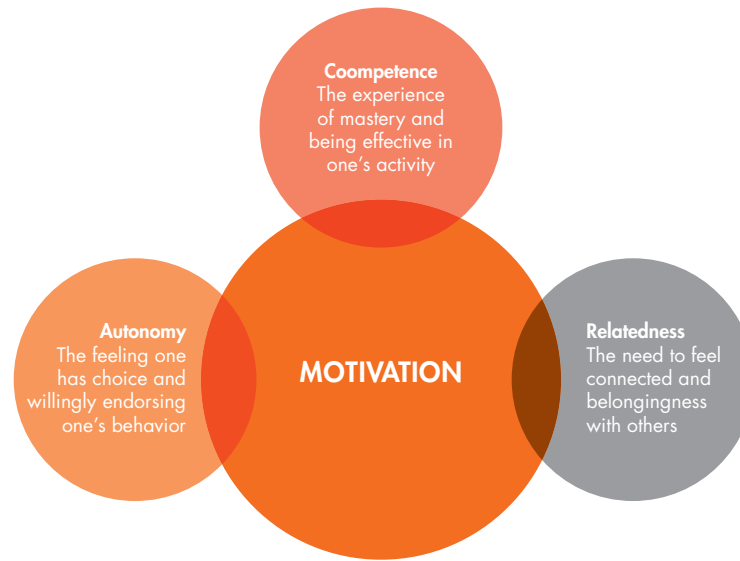 Coompetence
The experience
of mastery and
being effective in
one's activity
Autonomy
The feeling one
has choice and
willingly endorsing
one's behavior
MOTIVATION
Relatedness
The need to feel
connected and
belongingness
with others